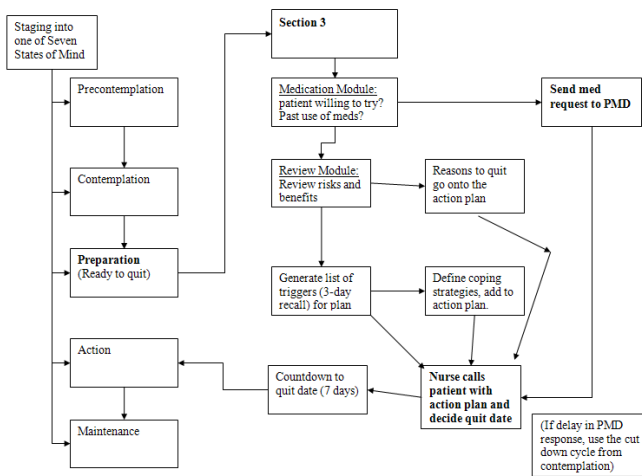 Staging into
one of Seven
States of Mind
Precontemplation
Contemplation
Preparation
(Ready to quit)
Action
Maintenance
Section 3
Medication Module:
patient willing to try?
Past use of meds?
Send med
request to PMD
Review Module:
Review risks and
benefits
Reasons to quit
go onto the
action plan
Generate list of
triggers (3-day
recall) for plan
Define coping
strategies, add to
action plan.
Countdown to
quit date (7 days)
Nurse calls
patient with
action plan and
decide quit date
(If delay in PMD
response, use the cut
down cycle from
contemplation)